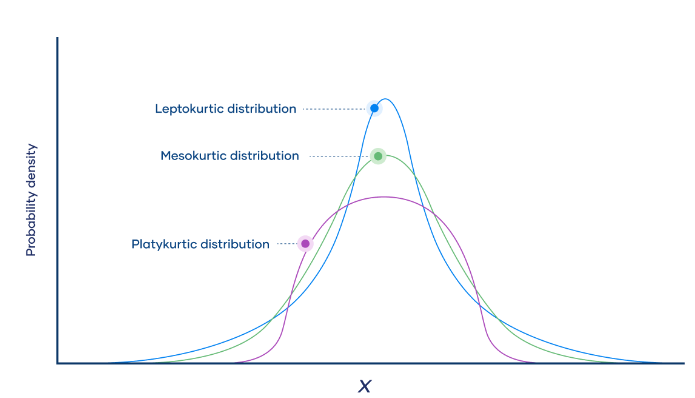 Leptokurtic distribution
Mesokurtic distribution
Probability density
Platykurtic distribution
X